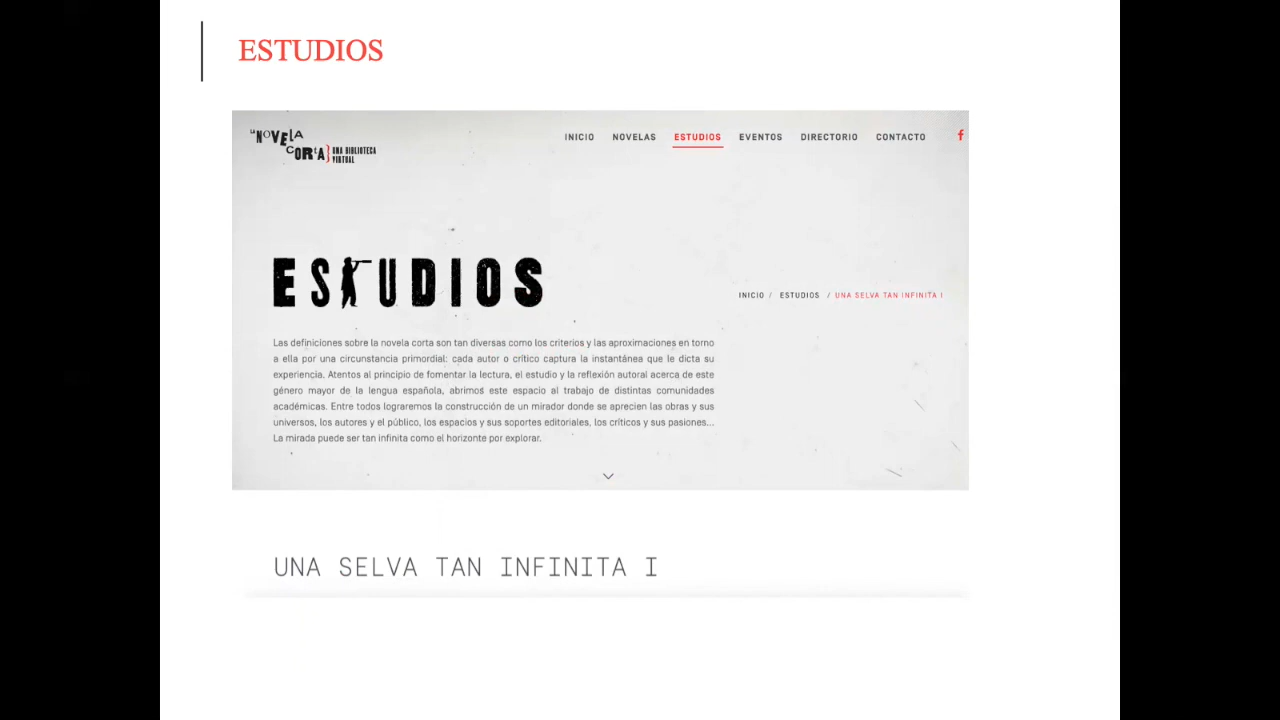 ESTUDIOS
LA NOVELA
CORTA} UNA BIBLIOTECA
VIRTUAL
INICIO NOVELAS ESTUDIOS EVENTOS DIRECTORIO CONTACTO f
ESTUDIOS
INICIO / ESTUDIOS / UNA SELVA TAN INFINITA I
Las definiciones sobre la novela corta son tan diversas como los criterios y las aproximaciones en torno
a ella por una circunstancia primordial: cada autor o crítico captura la instantánea que le dicta su
experiencia. Atentos al principio de fomentar la lectura, el estudio y la reflexión autoral acerca de este
género mayor de la lengua española, abrimos este espacio al trabajo de distintas comunidades
académicas. Entre todos lograremos la construcción de un mirador donde se aprecien las obras y sus
universos, los autores y el público, los espacios y sus soportes editoriales, los críticos y sus pasiones...
La mirada puede ser tan infinita como el horizonte por explorar.
UNA SELVA TAN INFINITA I